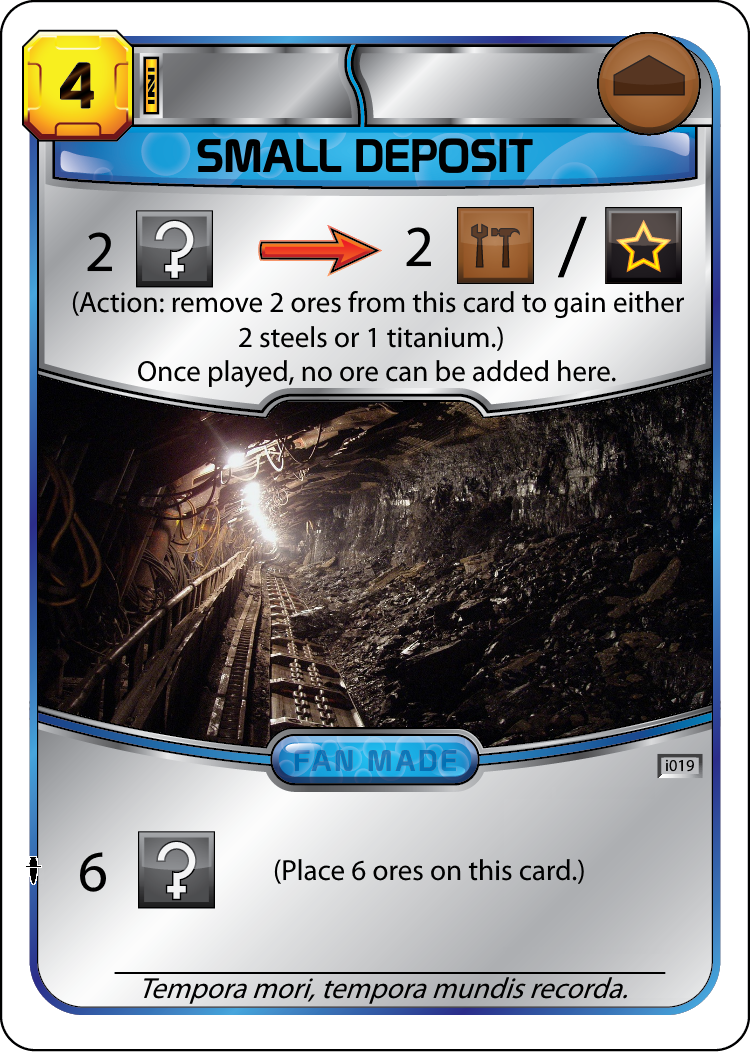 4
SMALL DEPOSIT
2 2 /
(Action: remove 2 ores from this card to gain either
2 steels or 1 titanium.)
Once played, no ore can be added here.
FAN MADE
i019
6 (Place 6 ores on this card.)
Tempora mori, tempora mundis recorda.